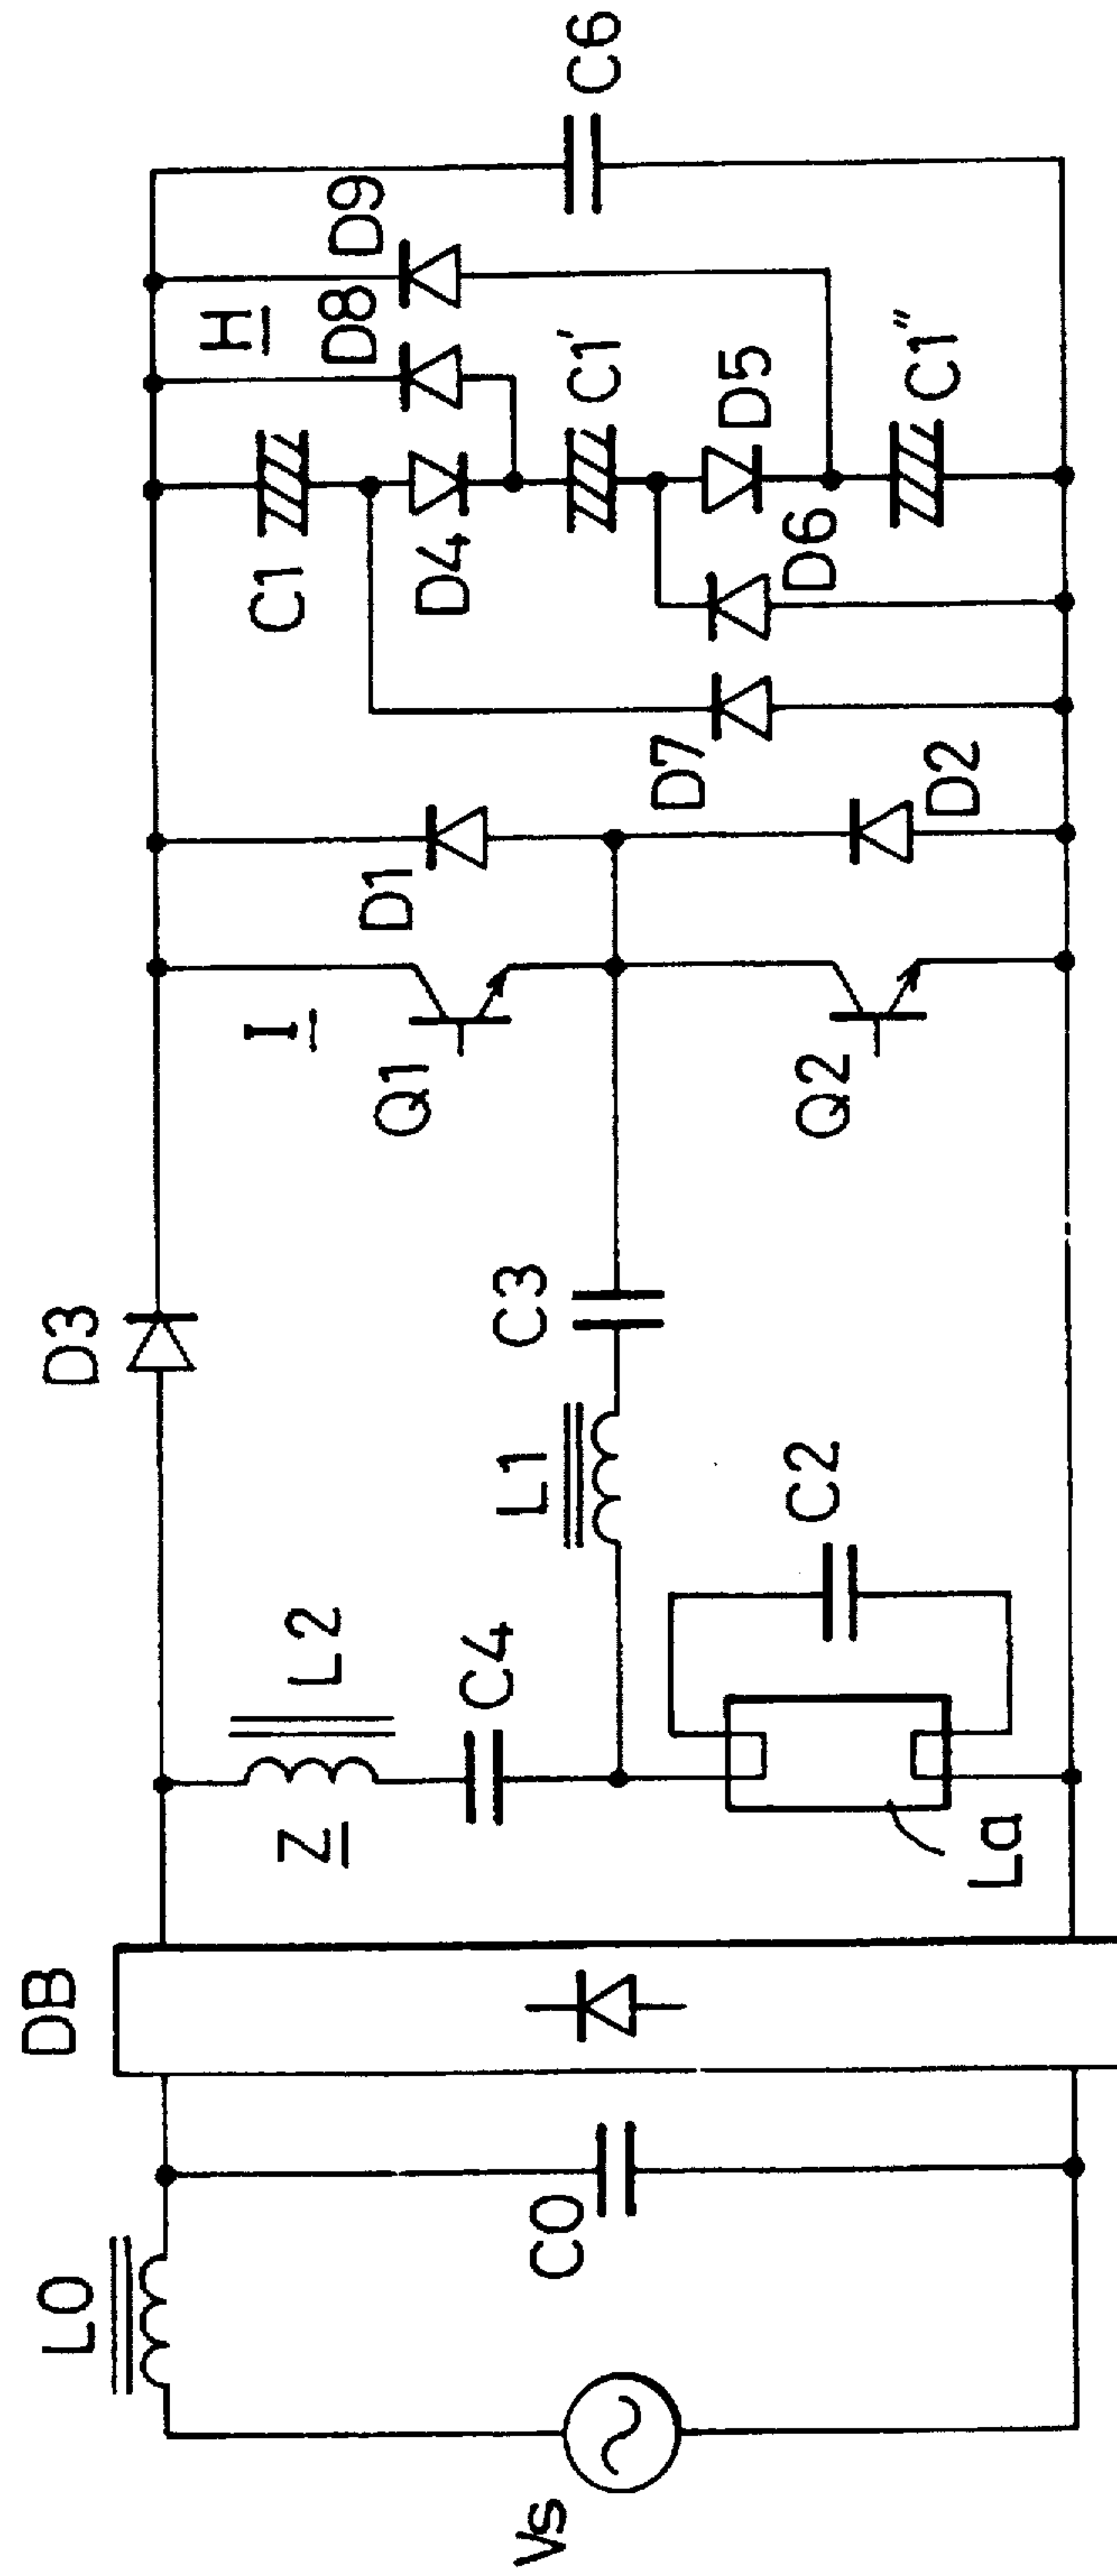 Vs
L0
C0
DB
Z
L2
C4
La
C2
L1
C3
D3
I
Q1
Q2
D1
D2
D7
D6
C1
D4
D5
C1'
C1"
H
D8
D9
C6